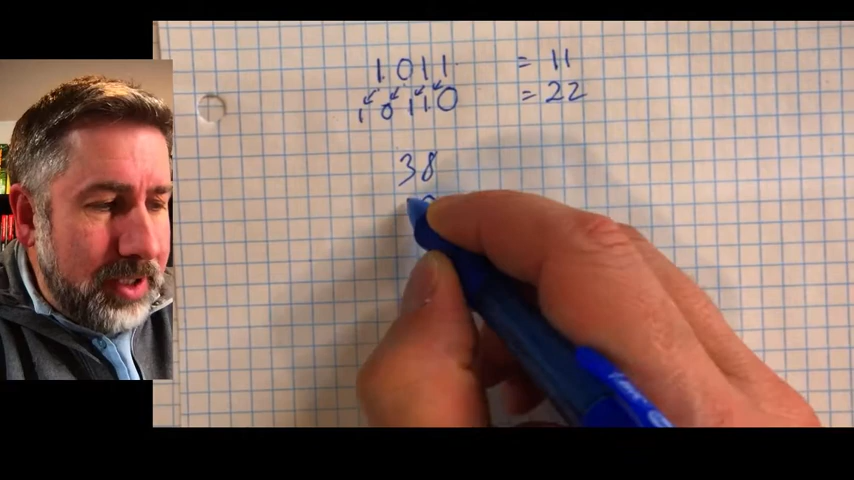 1011 = 11
10110 = 22
38